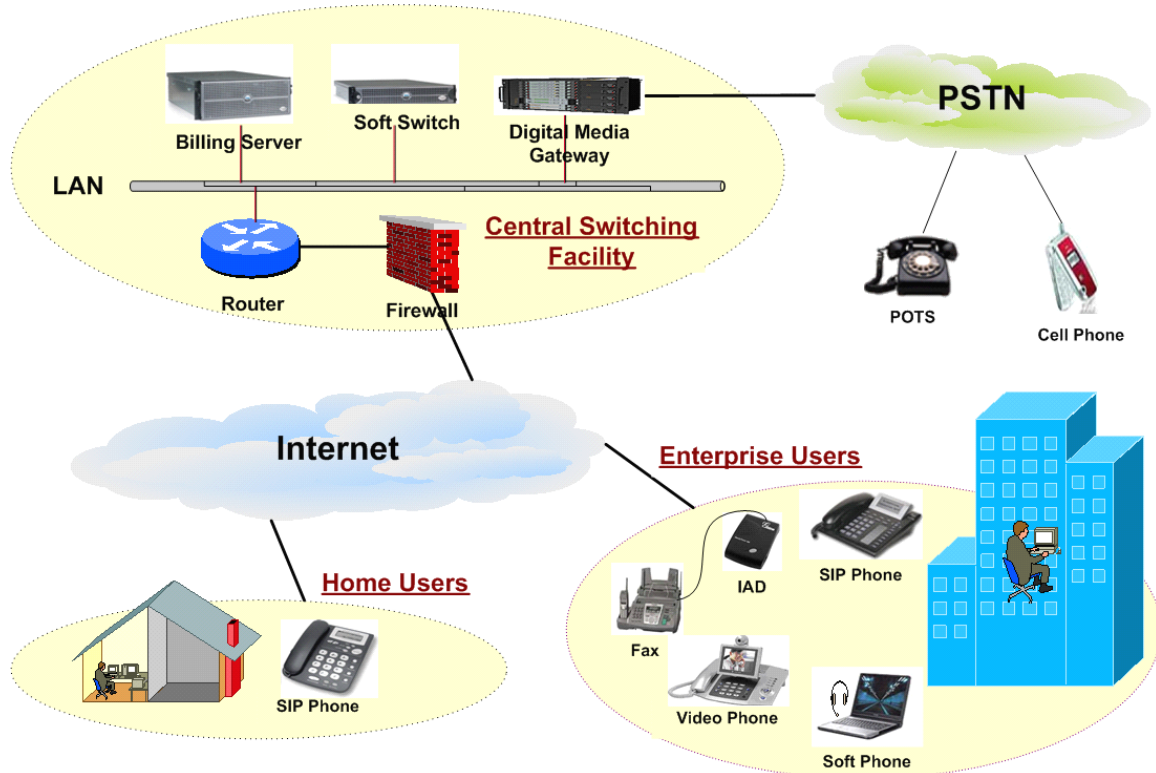 Billing Server
Soft Switch
Digital Media
Gateway
PSTN
LAN
Central Switching
Facility
Router
Firewall
POTS
Cell Phone
Internet
Enterprise Users
IAD
SIP Phone
Home Users
Fax
SIP Phone
Video Phone
Soft Phone